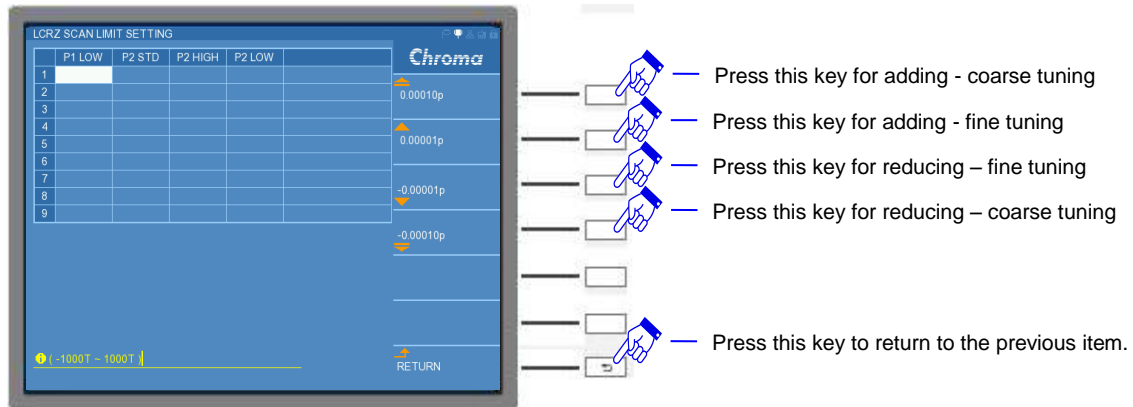 LCRZ SCAN LIMIT SETTING
P1 LOW P2 STD P2 HIGH P2 LOW
1
2
3
4
5
6
7
8
9
Chroma
0.00010p
0.00001p
-0.00001p
-0.00010p
RETURN
( -1000T ~ 1000T )
Press this key for adding - coarse tuning
Press this key for adding - fine tuning
Press this key for reducing – fine tuning
Press this key for reducing – coarse tuning
Press this key to return to the previous item.